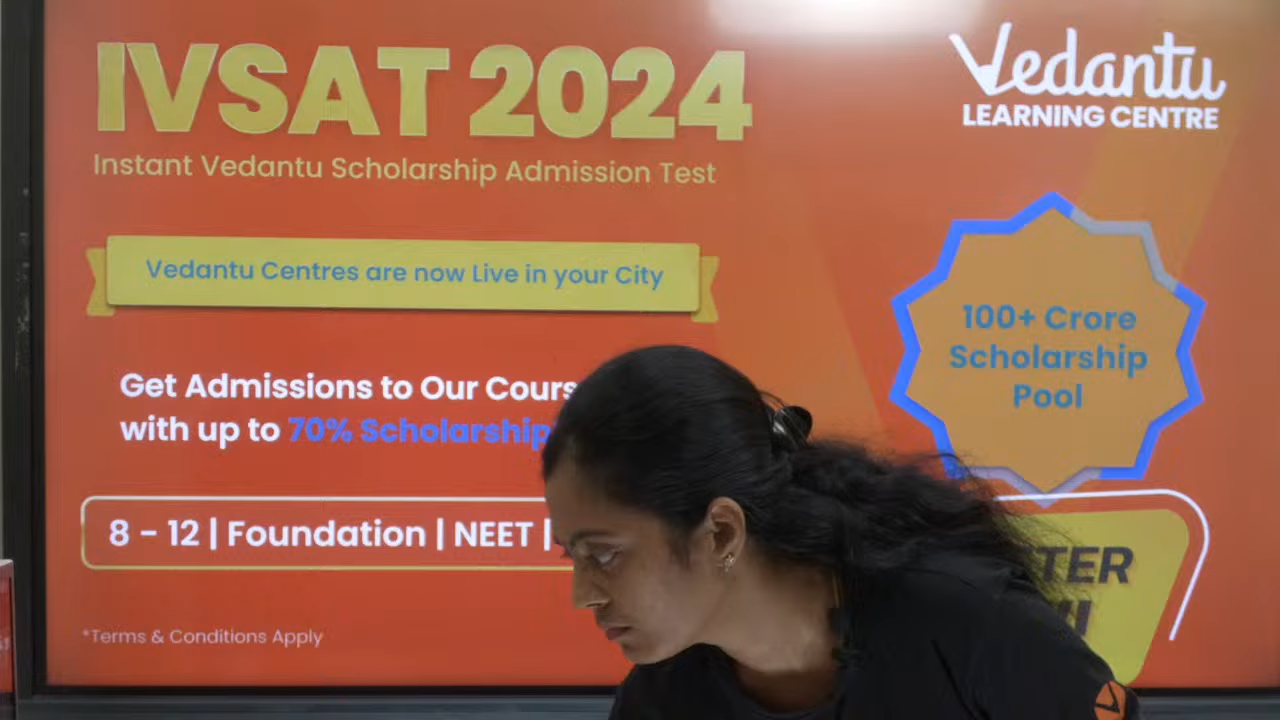 IVSAT 2024
Instant Vedantu Scholarship Admission Test
Vedantu
LEARNING CENTRE
Vedantu Centres are now Live in your City
100+ Crore
Scholarship
Pool
Get Admissions to Our Cours
with up to 70% Scholarship
8 - 12 | Foundation | NEET |
TER
*Terms & Conditions Apply